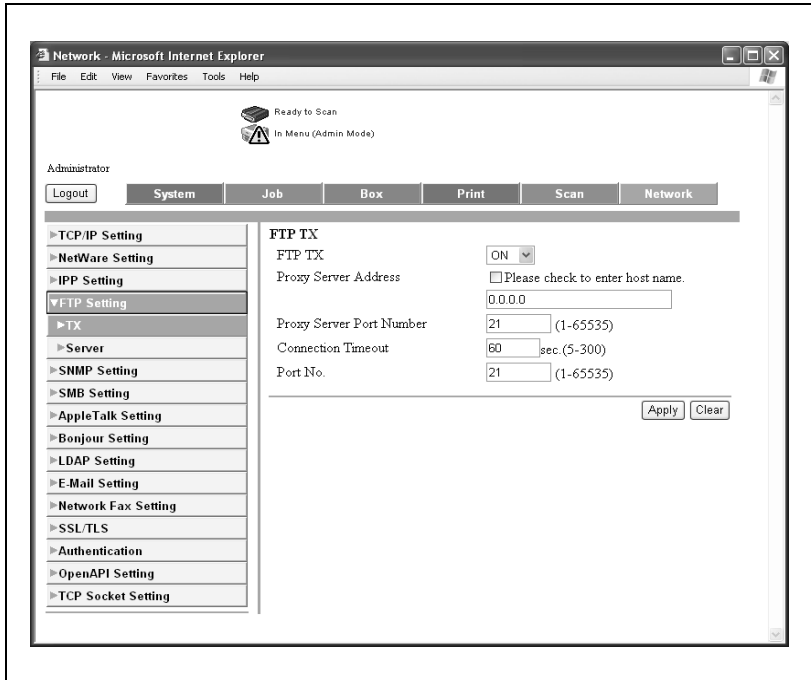 Network - Microsoft Internet Explorer
File Edit View Favorites Tools Help
Ready to Scan
In Menu (Admin Mode)
Administrator
Logout System Job Box Print Scan Network
TCP/IP Setting
NetWare Setting
IPP Setting
FTP Setting
TX
Server
SNMP Setting
SMB Setting
AppleTalk Setting
Bonjour Setting
LDAP Setting
E-Mail Setting
Network Fax Setting
SSL/TLS
Authentication
OpenAPI Setting
TCP Socket Setting
FTP TX
FTP TX ON
Proxy Server Address Please check to enter host name.
0.0.0.0
Proxy Server Port Number 21 (1-65535)
Connection Timeout 60 sec.(5-300)
Port No. 21 (1-65535)
Apply Clear